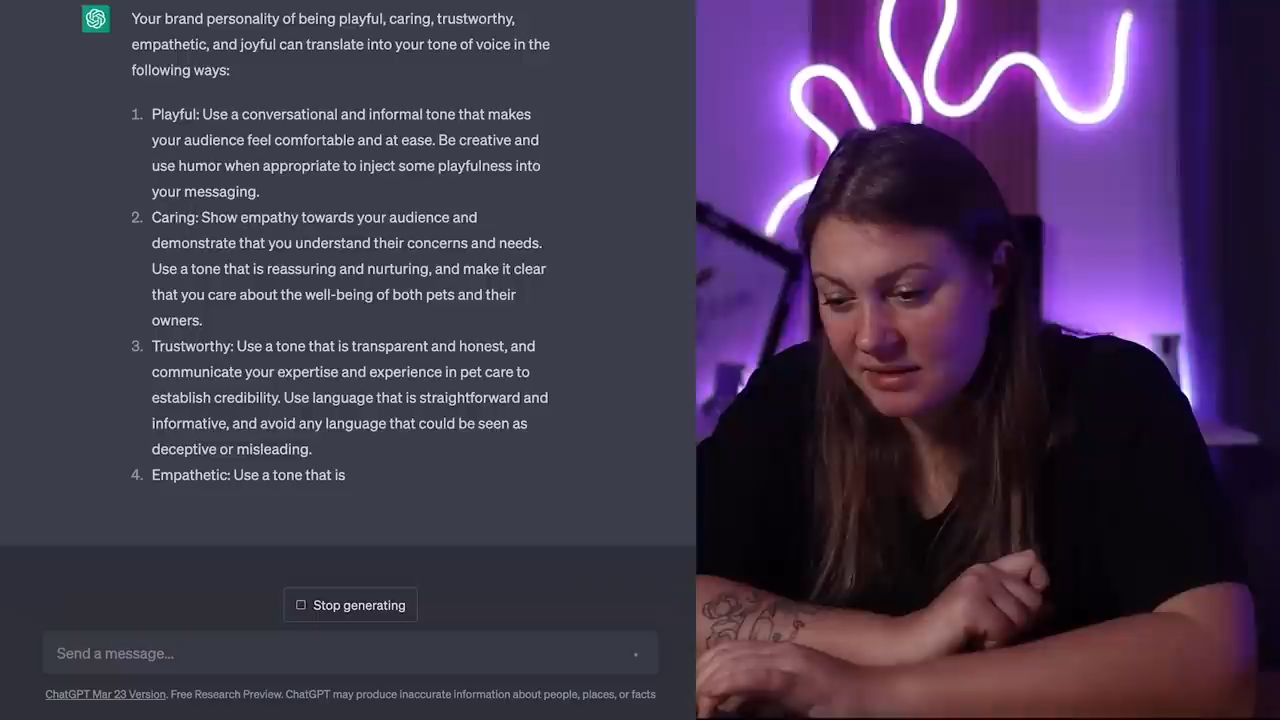 Your brand personality of being playful, caring, trustworthy,
empathetic, and joyful can translate into your tone of voice in the
following ways:
1. Playful: Use a conversational and informal tone that makes
your audience feel comfortable and at ease. Be creative and
use humor when appropriate to inject some playfulness into
your messaging.
2. Caring: Show empathy towards your audience and
demonstrate that you understand their concerns and needs.
Use a tone that is reassuring and nurturing, and make it clear
that you care about the well-being of both pets and their
owners.
3. Trustworthy: Use a tone that is transparent and honest, and
communicate your expertise and experience in pet care to
establish credibility. Use language that is straightforward and
informative, and avoid any language that could be seen as
deceptive or misleading.
4. Empathetic: Use a tone that is
Stop generating
Send a message...
ChatGPT Mar 23 Version. Free Research Preview. ChatGPT may produce inaccurate information about people, places, or facts